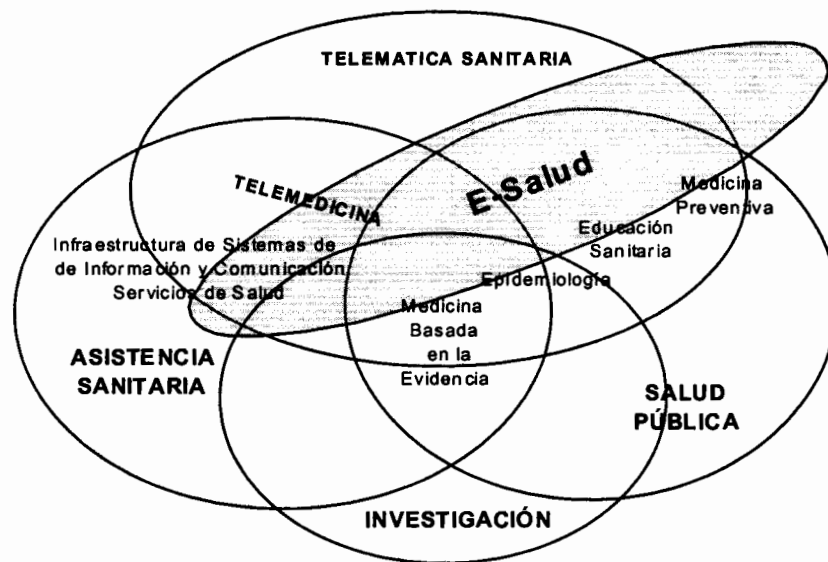 TELEMATICA SANITARIA
TELEMEDICINA
E-Salud
Medicina
Preventiva
Educación
Sanitaria
Infraestructura de Sistemas de
de Información y Comunicación
Servicios de Salud
Epidemiología
Medicina
Basada
en la
Evidencia
ASISTENCIA
SANITARIA
SALUD
PÚBLICA
INVESTIGACIÓN